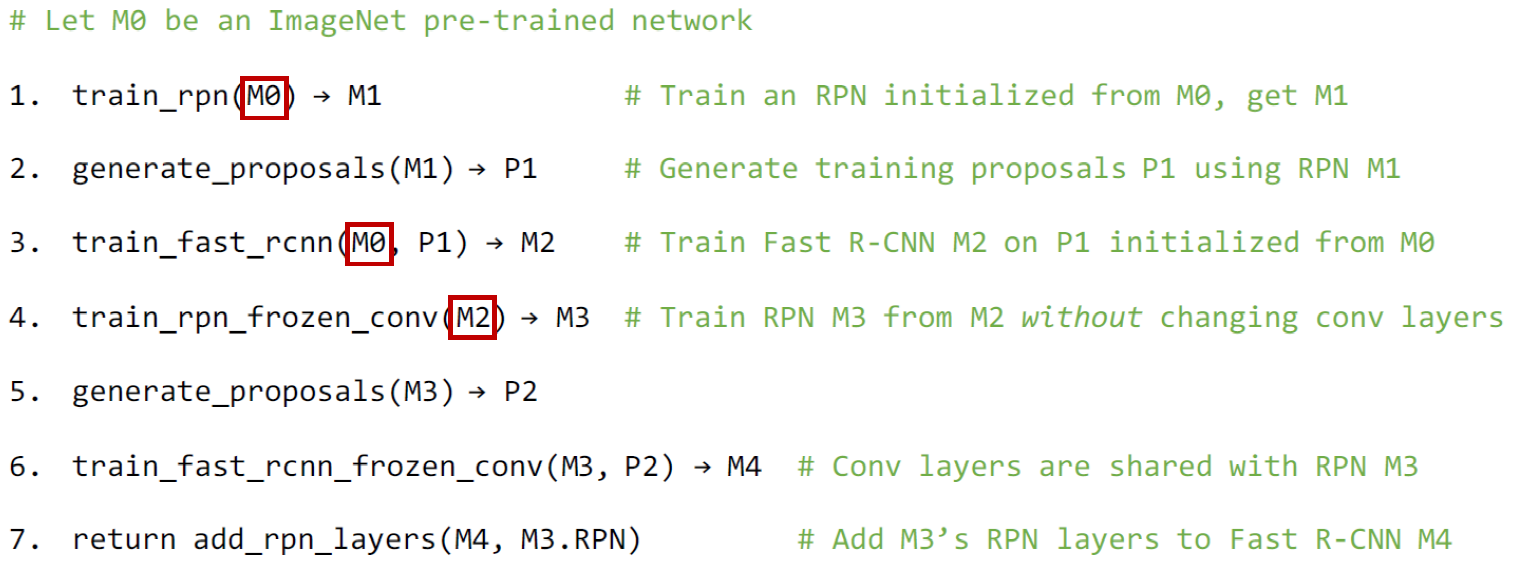 # Let M0 be an ImageNet pre-trained network
1. train_rpn(M0) → M1 # Train an RPN initialized from M0, get M1
2. generate_proposals(M1) → P1 # Generate training proposals P1 using RPN M1
3. train_fast_rcnn(M0, P1) → M2 # Train Fast R-CNN M2 on P1 initialized from M0
4. train_rpn_frozen_conv(M2) → M3 # Train RPN M3 from M2 without changing conv layers
5. generate_proposals(M3) → P2
6. train_fast_rcnn_frozen_conv(M3, P2) → M4 # Conv layers are shared with RPN M3
7. return add_rpn_layers(M4, M3.RPN) # Add M3’s RPN layers to Fast R-CNN M4